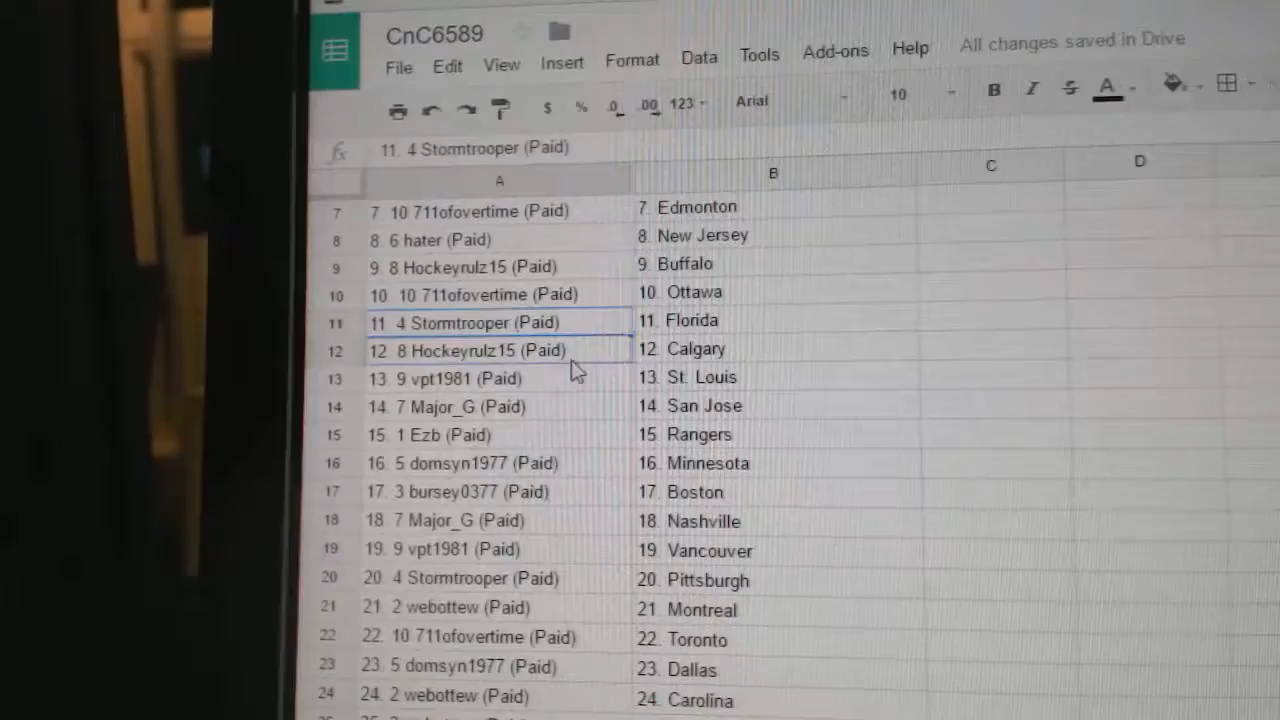 CnC6589
File Edit View Insert Format Data Tools Add-ons Help All changes saved in Drive
$ % .0 .00 123 Arial 10 B I S A
fx 11. 4 Stormtrooper (Paid)
A B C D
7 7. 10 711ofovertime (Paid) 7. Edmonton
8 8. 6 hater (Paid) 8. New Jersey
9 9. 8 Hockeyrulz15 (Paid) 9. Buffalo
10 10. 10 711ofovertime (Paid) 10. Ottawa
11 11. 4 Stormtrooper (Paid) 11. Florida
12 12. 8 Hockeyrulz15 (Paid) 12. Calgary
13 13. 9 vpt1981 (Paid) 13. St. Louis
14 14. 7 Major_G (Paid) 14. San Jose
15 15. 1 Ezb (Paid) 15. Rangers
16 16. 5 domsyn1977 (Paid) 16. Minnesota
17 17. 3 bursey0377 (Paid) 17. Boston
18 18. 7 Major_G (Paid) 18. Nashville
19 19. 9 vpt1981 (Paid) 19. Vancouver
20 20. 4 Stormtrooper (Paid) 20. Pittsburgh
21 21. 2 webottew (Paid) 21. Montreal
22 22. 10 711ofovertime (Paid) 22. Toronto
23 23. 5 domsyn1977 (Paid) 23. Dallas
24 24. 2 webottew (Paid) 24. Carolina